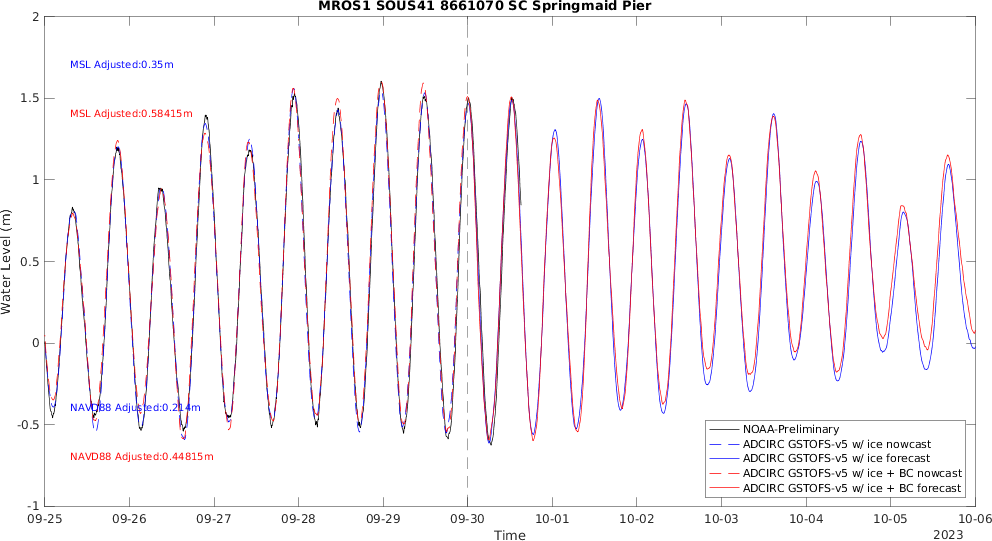 MROS1 SOUS41 8661070 SC Springmaid Pier
2
1.5
1
0.5
0
-0.5
-1
Water Level (m)
MSL Adjusted:0.35m
MSL Adjusted:0.58415m
NAVD88 Adjusted:0.214m
NAVD88 Adjusted:0.44815m
NOAA-Preliminary
ADCIRC GSTOFS-v5 w/ ice nowcast
ADCIRC GSTOFS-v5 w/ ice forecast
ADCIRC GSTOFS-v5 w/ ice + BC nowcast
ADCIRC GSTOFS-v5 w/ ice + BC forecast
09-25 09-26 09-27 09-28 09-29 09-30 10-01 10-02 10-03 10-04 10-05 10-06
Time
2023